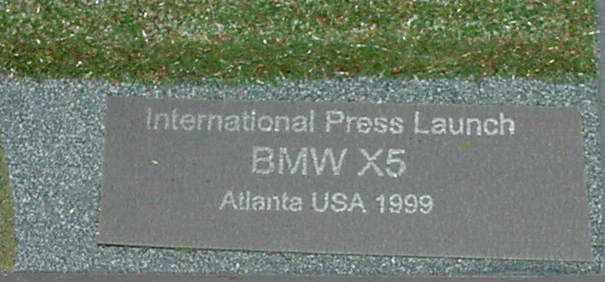 International Press Launch
BMW X5
Atlanta USA 1999